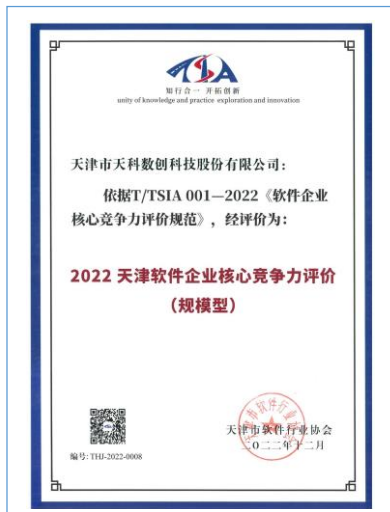 TSIA
知行合一 开拓创新
unity of knowledge and practice exploration and innovation
天津市天科数创科技股份有限公司：
依据T/TSIA 001—2022《软件企业
核心竞争力评价规范》，经评价为：
2022 天津软件企业核心竞争力评价
（规模型）
天津市软件行业协会
二〇二二年十二月
编号: THJ-2022-0008